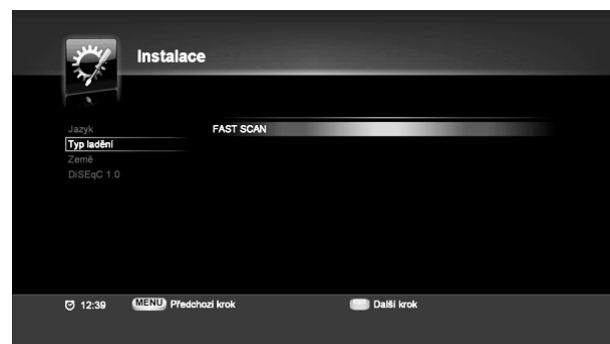 Instalace
Jazyk
FAST SCAN
Typ ladění
Země
DiSEqC 1.0
12:39 MENU Předchozí krok Další krok